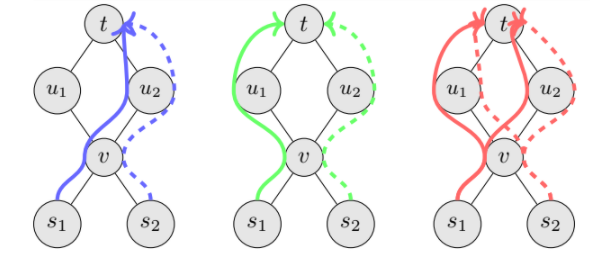 t t t
u1 u2 u1 u2 u1 u2
v v v
s1 s2 s1 s2 s1 s2